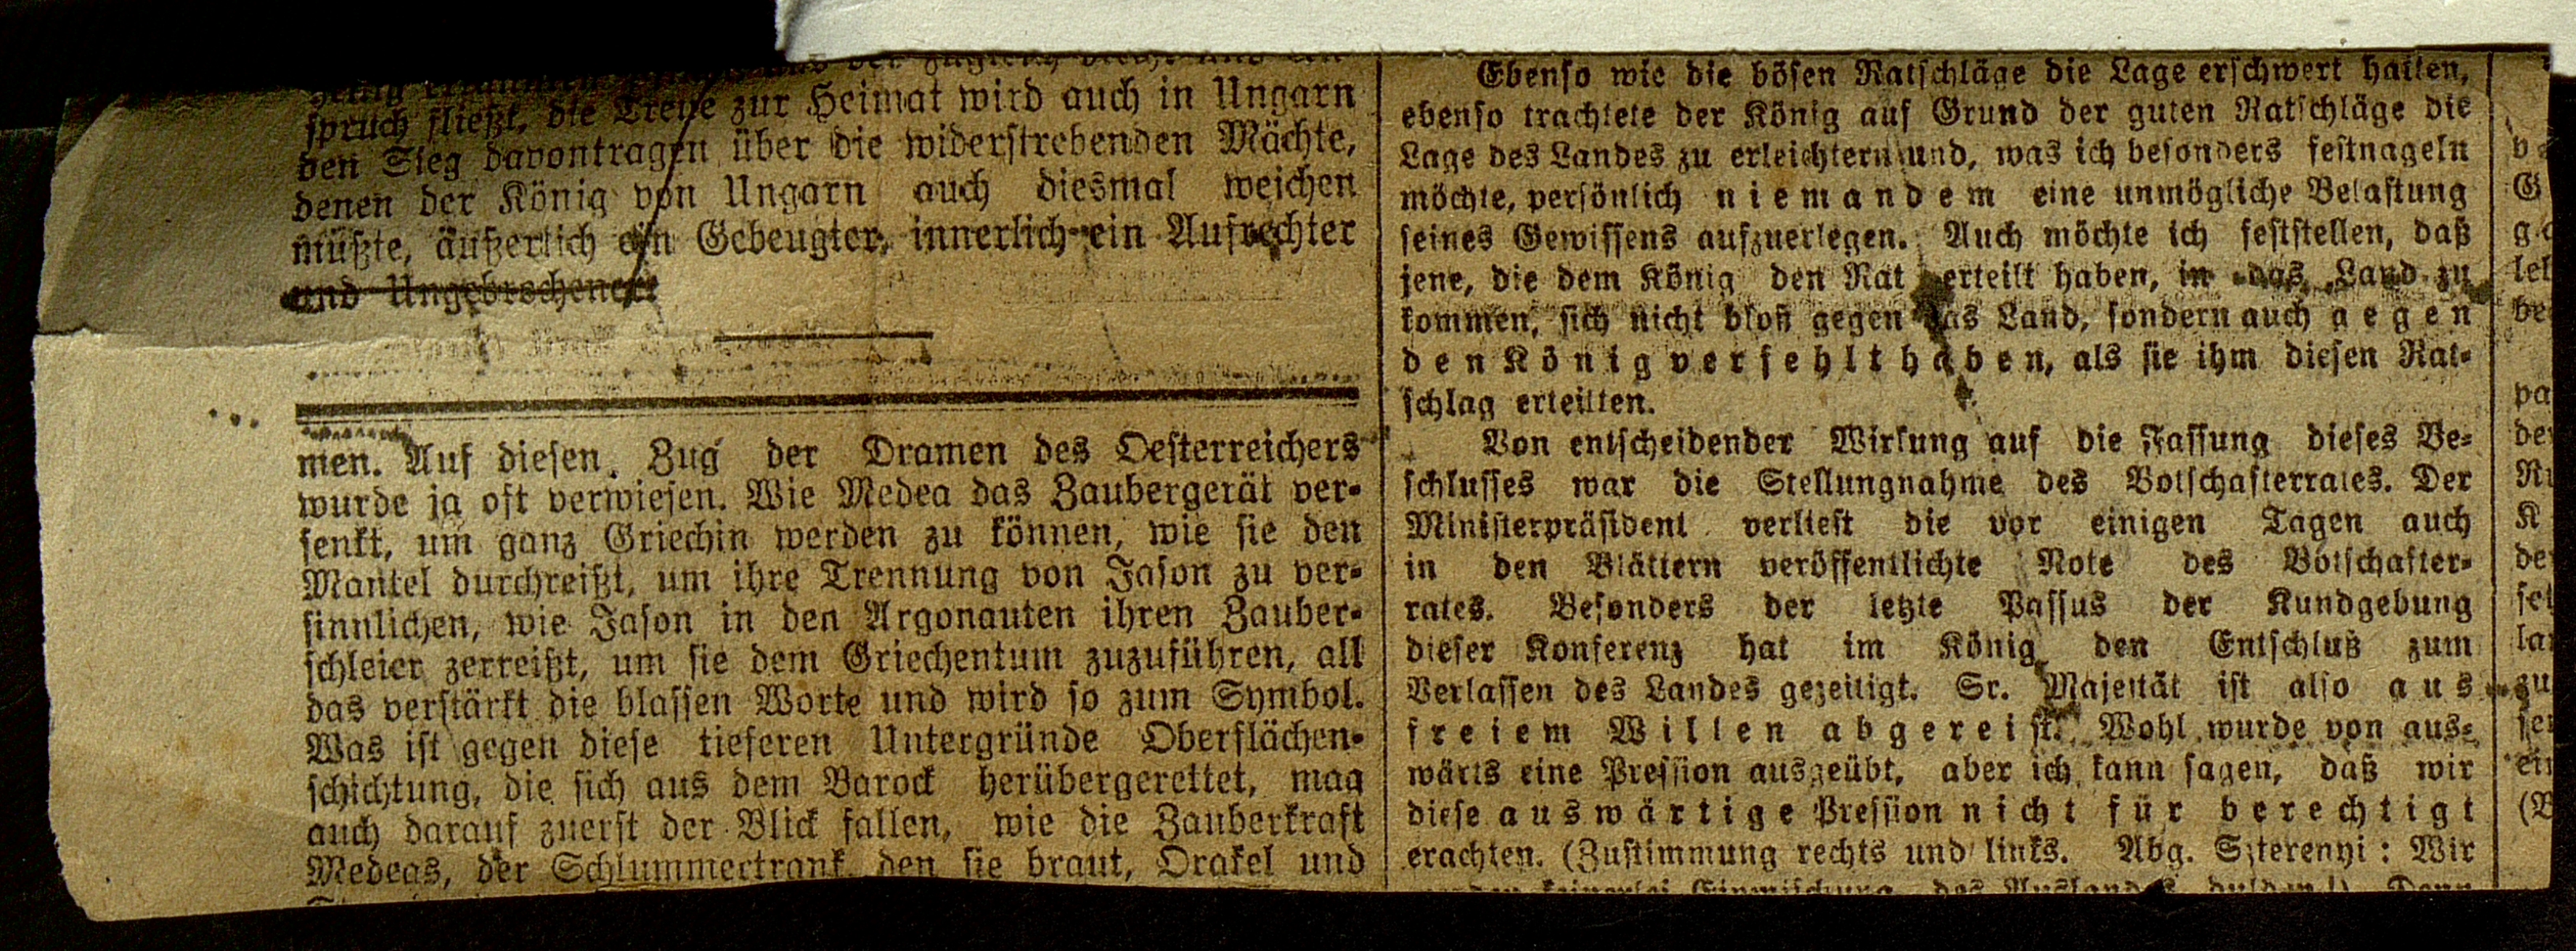 spruch fließt, die Treue zur Heimat wird auch in Ungarn
den Sieg davontragen über die widerstrebenden Mächte,
denen der König von Ungarn auch diesmal weichen
müßte, äußerlich ein Gebeugter, innerlich ein Aufrechter
und Ungebrochener.
men. Auf diesen Zug der Dramen des Oesterreichers
wurde ja oft verwiesen. Wie Medea das Zaubergerät ver-
senkt, um ganz Griechin werden zu können, wie sie den
Mantel durchreißt, um ihre Trennung von Jason zu ver-
sinnlichen, wie Jason in den Argonauten ihren Zauber-
schleier zerreißt, um sie dem Griechentum zuzuführen, all
das verstärkt die blassen Worte und wird so zum Symbol.
Was ist gegen diese tieferen Untergründe Oberflächen-
schichtung, die sich aus dem Barock herübergerettet, mag
auch darauf zuerst der Blick fallen, wie die Zauberkraft
Medeas, der Schlummertrank, den sie braut, Orakel und
Ebenso wie die bösen Ratschläge die Lage erschwert hatten,
ebenso trachtete der König auf Grund der guten Ratschläge die
Lage des Landes zu erleichtern und, was ich besonders festnageln
möchte, persönlich niemandem eine unmögliche Belastung
seines Gewissens aufzuerlegen. Auch möchte ich feststellen, daß
jene, die dem König den Rat erteilt haben, in das Land zu
kommen, sich nicht bloß gegen das Land, sondern auch gegen
den König verfehlt haben, als sie ihm diesen Rat-
schlag erteilten.
Von entscheidender Wirkung auf die Fassung dieses Be-
schlusses war die Stellungnahme des Botschafterrates. Der
Ministerpräsident verliest die vor einigen Tagen auch
in den Blättern veröffentlichte Note des Botschafter-
rates. Besonders der letzte Passus der Kundgebung
dieser Konferenz hat im König den Entschluß zum
Verlassen des Landes gezeitigt. Sr. Majestät ist also aus
freiem Willen abgereist. Wohl wurde von aus-
wärts eine Pression ausgeübt, aber ich kann sagen, daß wir
diese auswärtige Pression nicht für berechtigt
erachten. (Zustimmung rechts und links. Abg. Szterenyi: Wir
keinerlei Einmischung des Auslandes dulden!) Denn